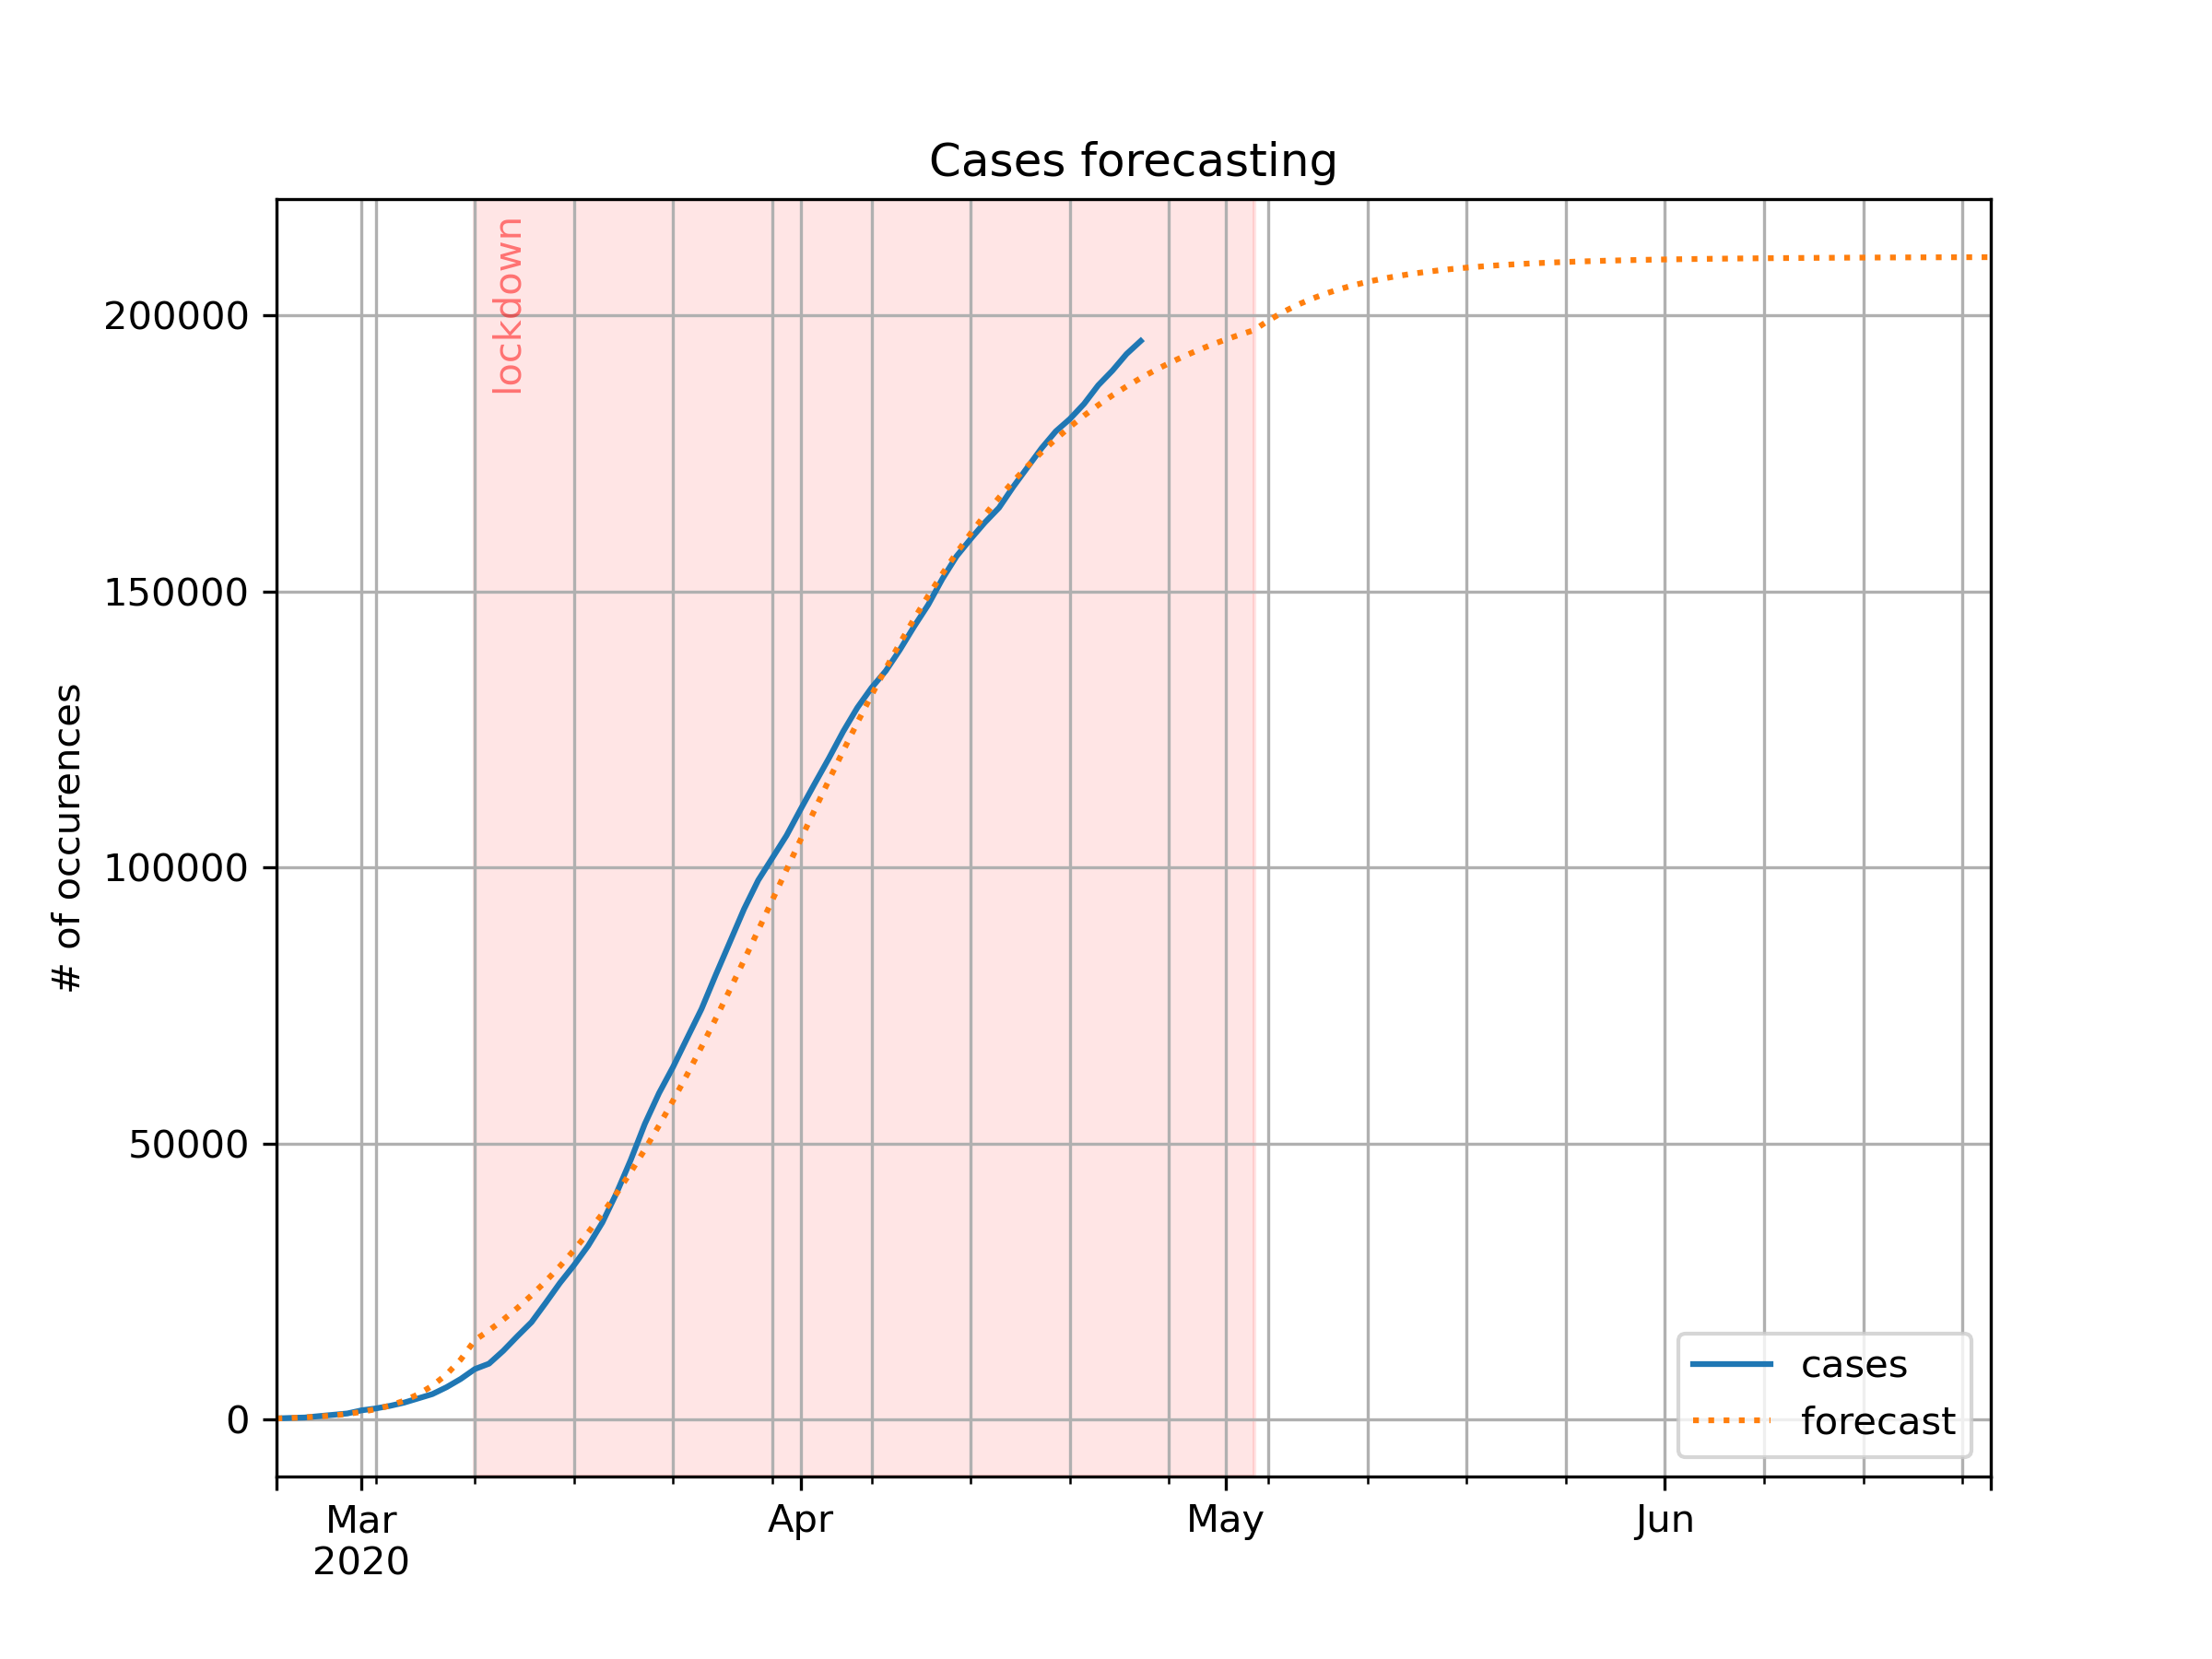 Cases forecasting
lockdown
# of occurences
200000
150000
100000
50000
0
Mar
2020
Apr
May
Jun
cases
forecast